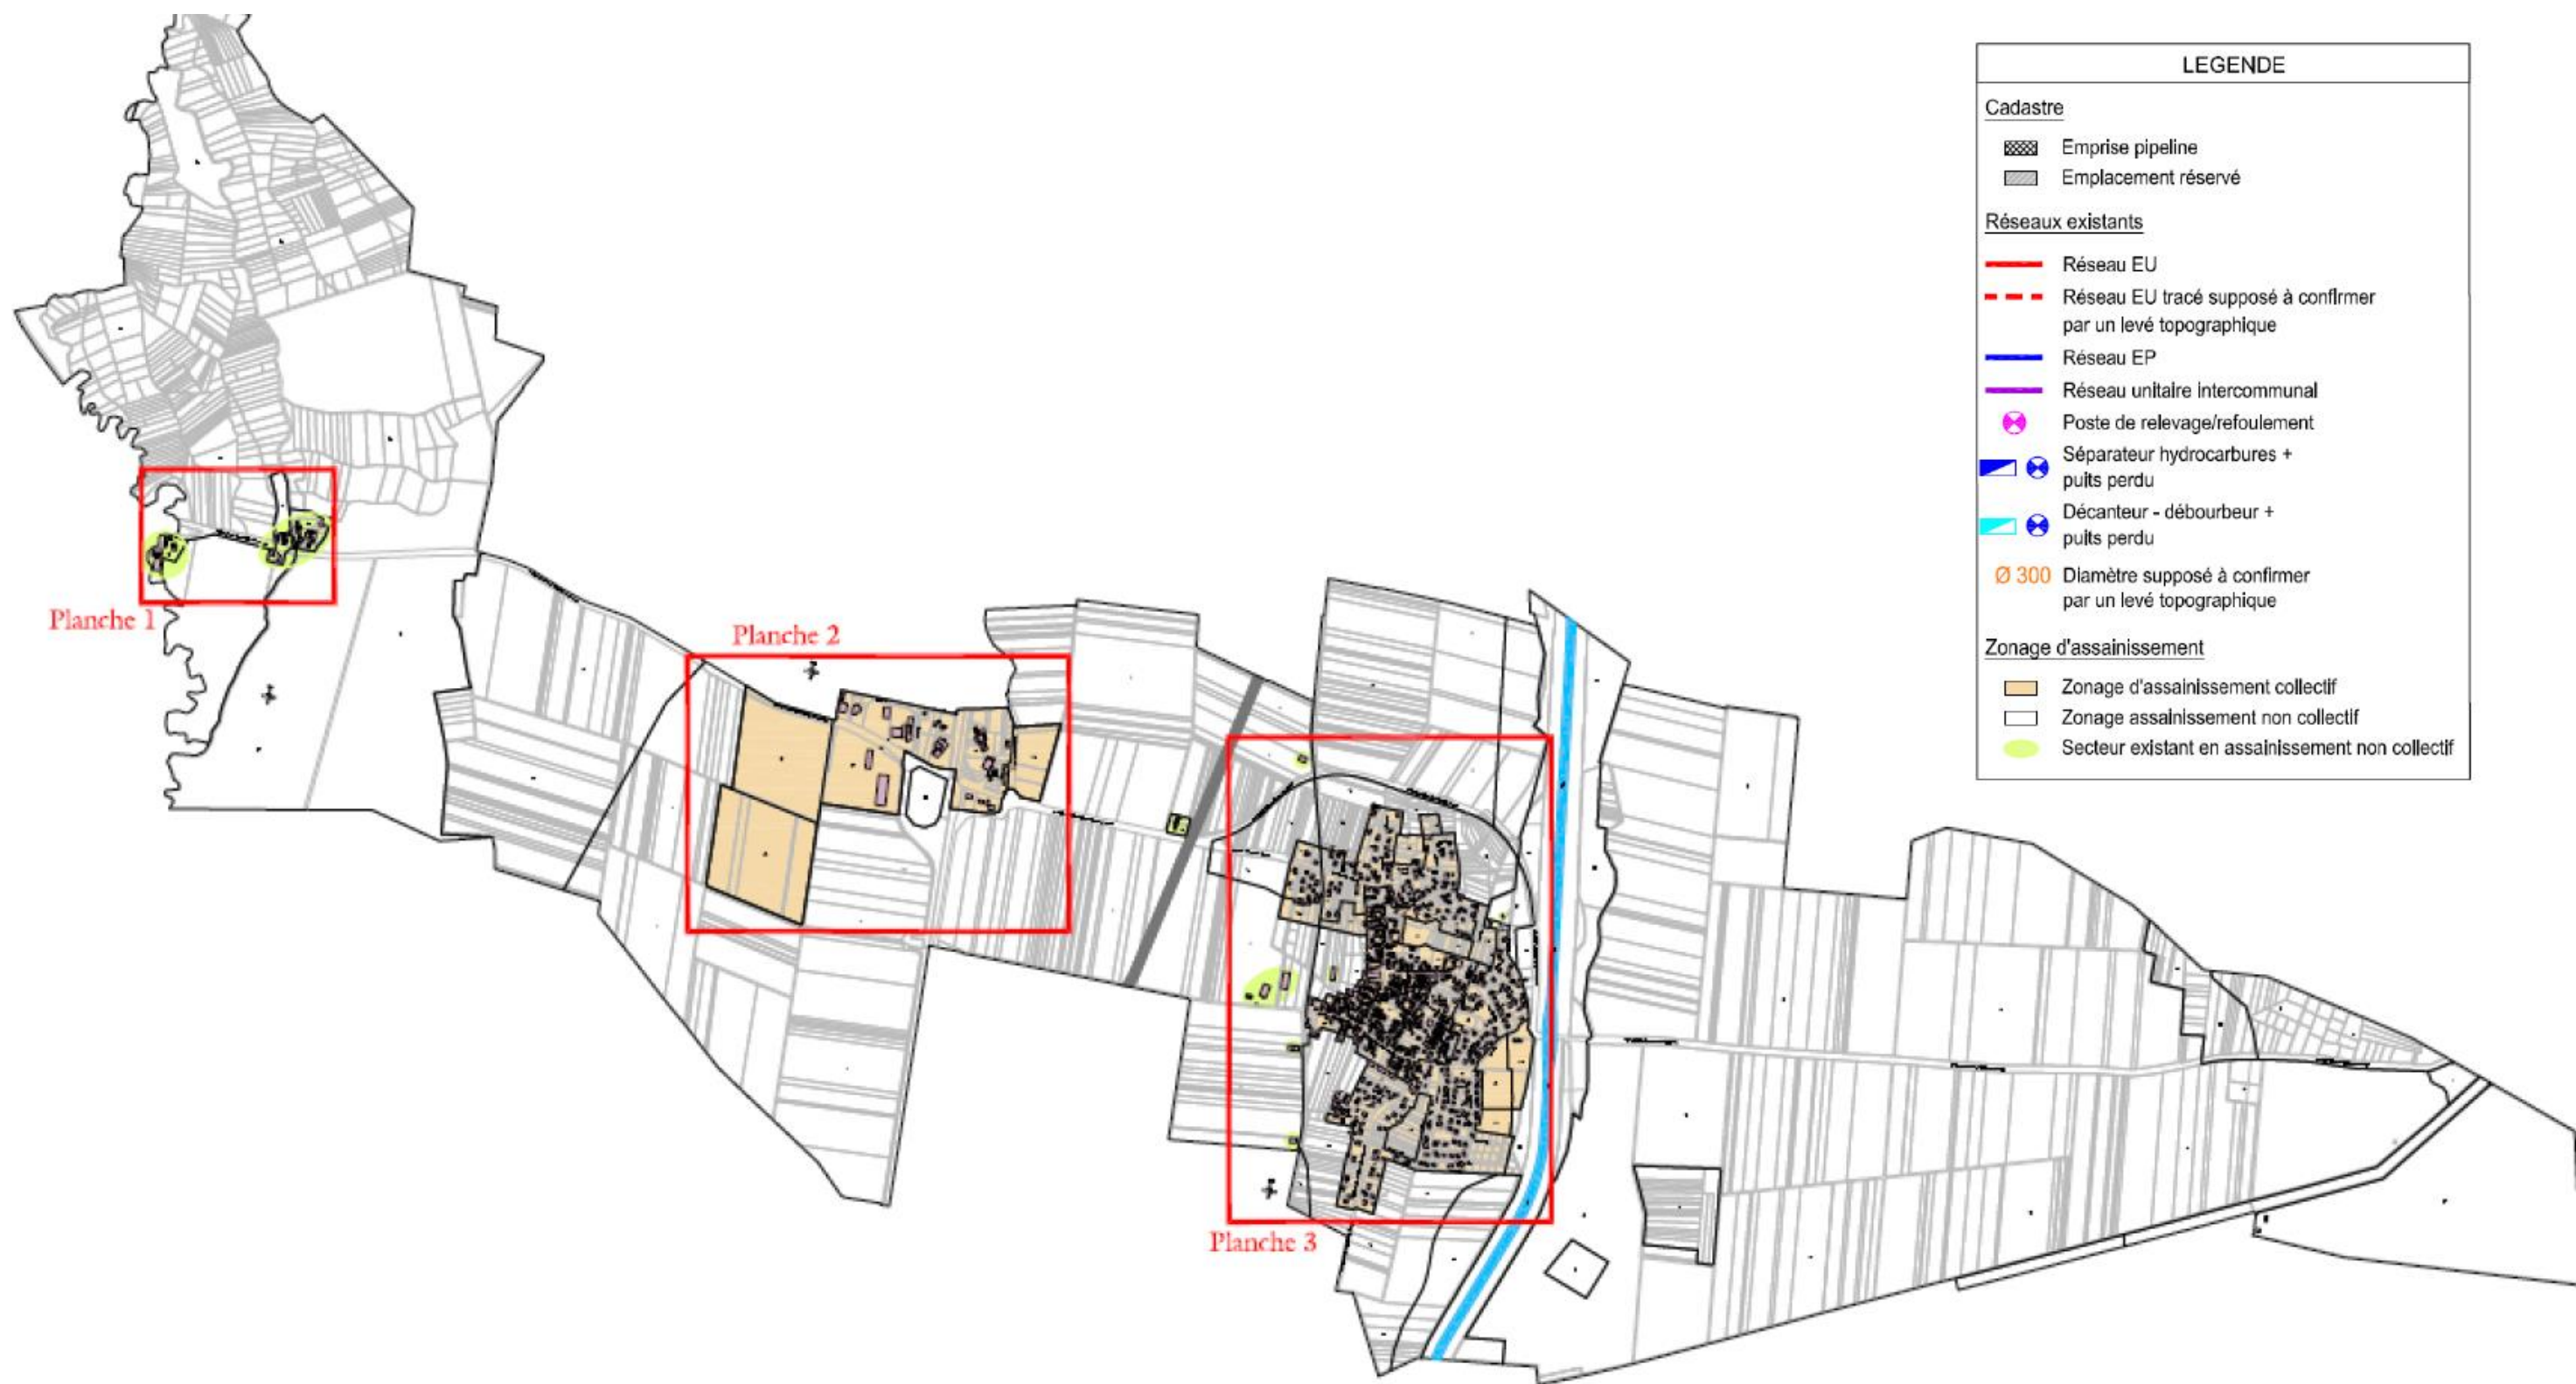 LEGENDE
Cadastre
Emprise pipeline
Emplacement réservé
Réseaux existants
Réseau EU
Réseau EU tracé supposé à confirmer
par un levé topographique
Réseau EP
Réseau unitaire intercommunal
Poste de relevage/refoulement
Séparateur hydrocarbures +
puits perdu
Décanteur - débourbeur +
puits perdu
Ø 300 Diamètre supposé à confirmer
par un levé topographique
Zonage d'assainissement
Zonage d'assainissement collectif
Zonage assainissement non collectif
Secteur existant en assainissement non collectif
Planche 1
Planche 2
Planche 3